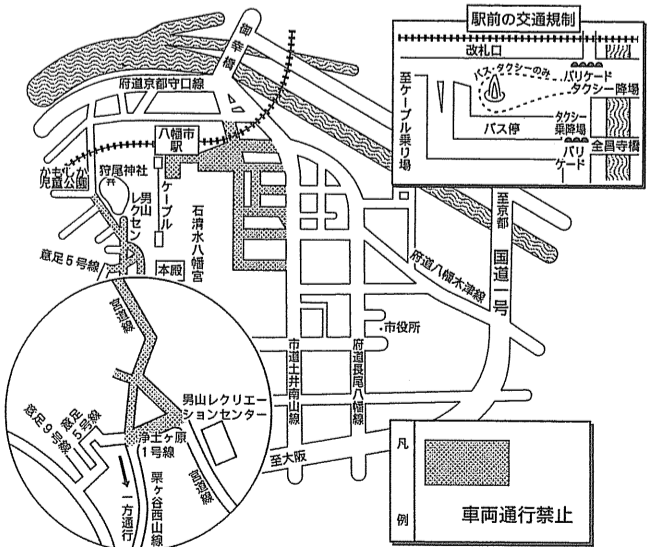 駅前の交通規制
改札口
バス・タクシーのみ
バリケード
タクシー降場
至ケーブル乗り場
バス停
タクシー
乗降場
全昌寺橋
バリ
ケード
御幸橋
府道京都守口線
八幡市
駅
かもしか
児童公園
狩尾神社
男山
レクセン
ケーブル
石清水八幡宮
本殿
意足5号線
至京都
国道一号
府道八幡木津線
・市役所
市道土井南山線
府道長尾八幡線
至大阪
宮道線
男山レクリエー
ションセンター
意足
5号線
意足9号線
浄土ヶ原
1号線
宮道線
一方通行
栗ヶ谷西山線
凡例
車両通行禁止